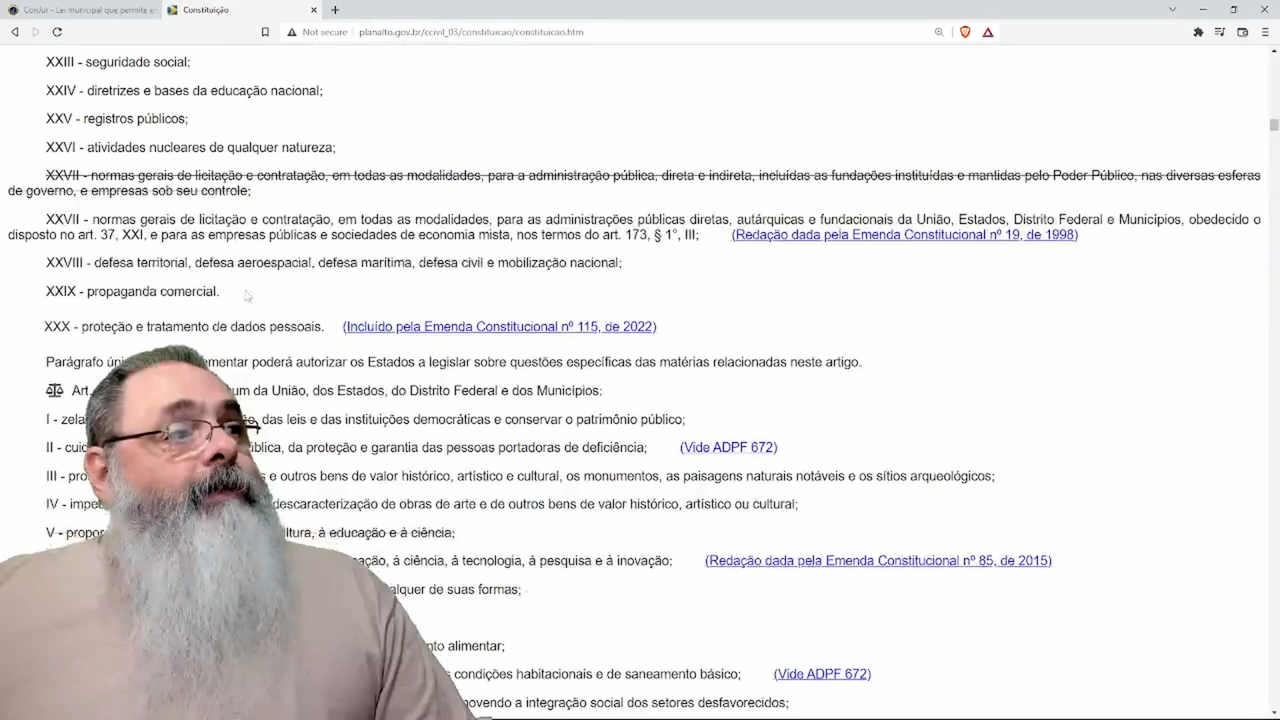 ConJur - Lei municipal que permite e
Constituição
Not secure planalto.gov.br/ccivil_03/constituicao/constituicao.htm
XXIII - seguridade social;
XXIV - diretrizes e bases da educação nacional;
XXV - registros públicos;
XXVI - atividades nucleares de qualquer natureza;
XXVII - normas gerais de licitação e contratação, em todas as modalidades, para a administração pública, direta e indireta, incluídas as fundações instituídas e mantidas pelo Poder Público, nas diversas esferas
de governo, e empresas sob seu controle;
XXVII - normas gerais de licitação e contratação, em todas as modalidades, para as administrações públicas diretas, autárquicas e fundacionais da União, Estados, Distrito Federal e Municípios, obedecido o
disposto no art. 37, XXI, e para as empresas públicas e sociedades de economia mista, nos termos do art. 173, § 1°, III; (Redação dada pela Emenda Constitucional nº 19, de 1998)
XXVIII - defesa territorial, defesa aeroespacial, defesa marítima, defesa civil e mobilização nacional;
XXIX - propaganda comercial.
XXX - proteção e tratamento de dados pessoais. (Incluído pela Emenda Constitucional nº 115, de 2022)
Parágrafo úni ementar poderá autorizar os Estados a legislar sobre questões específicas das matérias relacionadas neste artigo.
Art. um da União, dos Estados, do Distrito Federal e dos Municípios:
I - zela o, das leis e das instituições democráticas e conservar o patrimônio público;
II - cuid ública, da proteção e garantia das pessoas portadoras de deficiência; (Vide ADPF 672)
III - pro e outros bens de valor histórico, artístico e cultural, os monumentos, as paisagens naturais notáveis e os sítios arqueológicos;
IV - impe descaracterização de obras de arte e de outros bens de valor histórico, artístico ou cultural;
V - propor ltura, à educação e à ciência;
ação, à ciência, à tecnologia, à pesquisa e à inovação; (Redação dada pela Emenda Constitucional nº 85, de 2015)
alquer de suas formas;
nto alimentar;
condições habitacionais e de saneamento básico; (Vide ADPF 672)
movendo a integração social dos setores desfavorecidos;